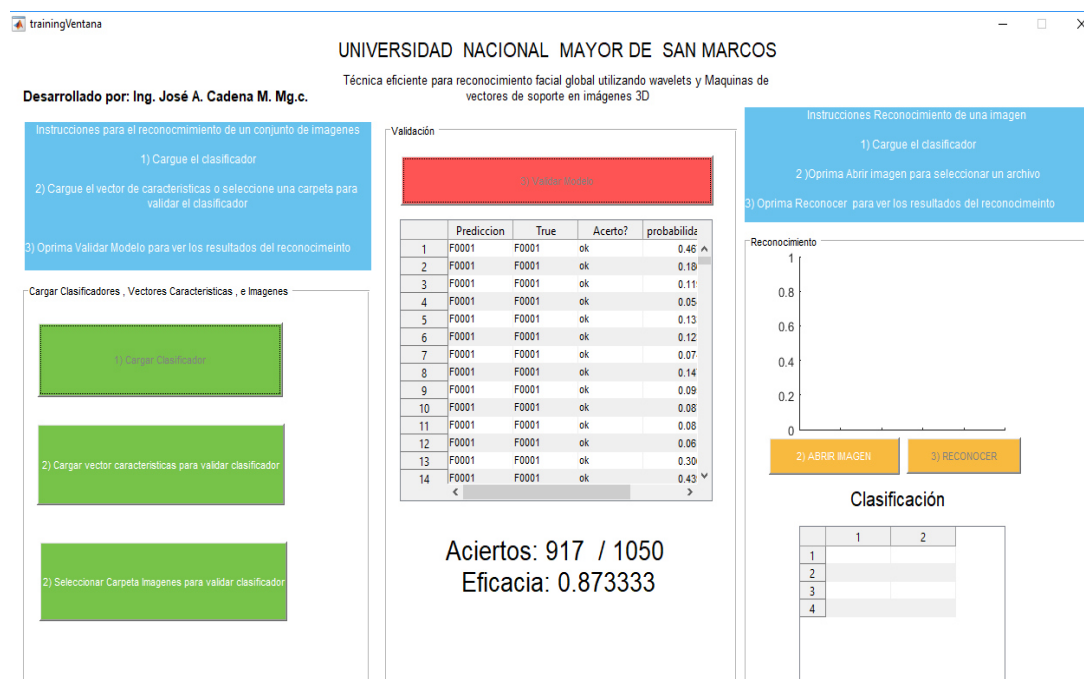 trainingVentana
UNIVERSIDAD NACIONAL MAYOR DE SAN MARCOS
Técnica eficiente para reconocimiento facial global utilizando wavelets y Maquinas de
vectores de soporte en imágenes 3D
Desarrollado por: Ing. José A. Cadena M. Mg.c.
Instrucciones para el reconocmimiento de un conjunto de imagenes
1) Cargue el clasificador
2) Cargue el vector de caracteristicas o seleccione una carpeta para
validar el clasificador
3) Oprima Validar Modelo para ver los resultados del reconocimeinto
Cargar Clasificadores , Vectores Caracteristicas , e Imagenes
1) Cargar Clasificador
2) Cargar vector caracteristicas para validar clasificador
2) Seleccionar Carpeta Imagenes para validar clasificador
Validación
3) Validar Modelo
Prediccion True Acerto? probabilida
1 F0001 F0001 ok 0.46
2 F0001 F0001 ok 0.18
3 F0001 F0001 ok 0.11
4 F0001 F0001 ok 0.05
5 F0001 F0001 ok 0.13
6 F0001 F0001 ok 0.12
7 F0001 F0001 ok 0.07
8 F0001 F0001 ok 0.14
9 F0001 F0001 ok 0.09
10 F0001 F0001 ok 0.08
11 F0001 F0001 ok 0.08
12 F0001 F0001 ok 0.06
13 F0001 F0001 ok 0.30
14 F0001 F0001 ok 0.43
Aciertos: 917 / 1050
Eficacia: 0.873333
Instrucciones Reconocimiento de una imagen
1) Cargue el clasificador
2 )Oprima Abrir imagen para seleccionar un archivo
3) Oprima Reconocer para ver los resultados del reconocimeinto
Reconocimiento
1
0.8
0.6
0.4
0.2
0
2) ABRIR IMAGEN
3) RECONOCER
Clasificación
1 2
1
2
3
4